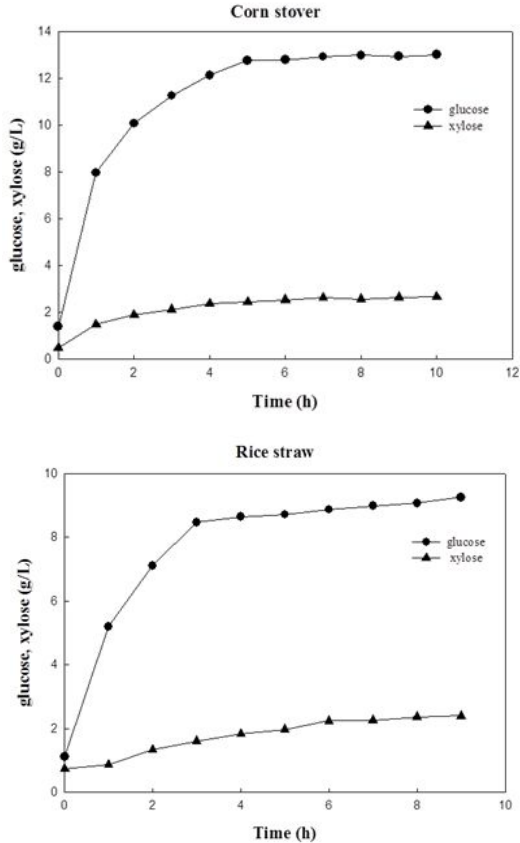 Corn stover
glucose, xylose (g/L)
14
12
10
8
6
4
2
0
glucose
xylose
0 2 4 6 8 10 12
Time (h)
Rice straw
glucose, xylose (g/L)
10
8
6
4
2
0
glucose
xylose
0 2 4 6 8 10
Time (h)